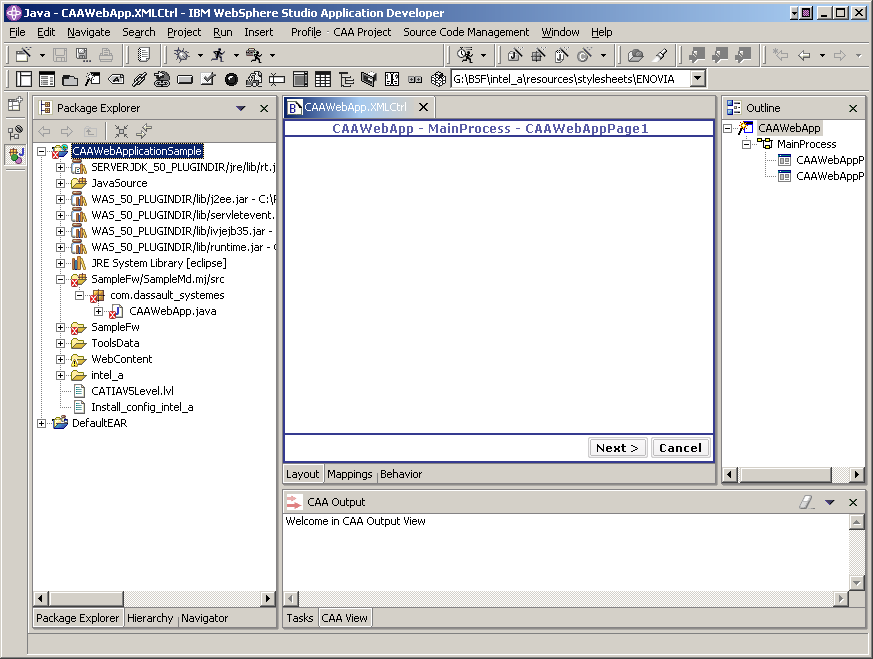 Java - CAAWebApp.XMLCtrl - IBM WebSphere Studio Application Developer
File Edit Navigate Search Project Run Insert Profile CAA Project Source Code Management Window Help
G:\BSF\intel_a\resources\stylesheets\ENOVIA
Package Explorer
CAAWebApplicationSample
SERVERJDK_50_PLUGINDIR/jre/lib/rt.j
JavaSource
WAS_50_PLUGINDIR/lib/j2ee.jar - C:\P
WAS_50_PLUGINDIR/lib/servletevent.
WAS_50_PLUGINDIR/lib/ivjejb35.jar -
WAS_50_PLUGINDIR/lib/runtime.jar - C
JRE System Library [eclipse]
SampleFw/SampleMd.mj/src
com.dassault_systemes
CAAWebApp.java
SampleFw
ToolsData
WebContent
intel_a
CATIAV5Level.lvl
Install_config_intel_a
DefaultEAR
Package Explorer Hierarchy Navigator
CAAWebApp.XMLCtrl
CAAWebApp - MainProcess - CAAWebAppPage1
Next > Cancel
Layout Mappings Behavior
Outline
CAAWebApp
MainProcess
CAAWebAppP
CAAWebAppP
CAA Output
Welcome in CAA Output View
Tasks CAA View